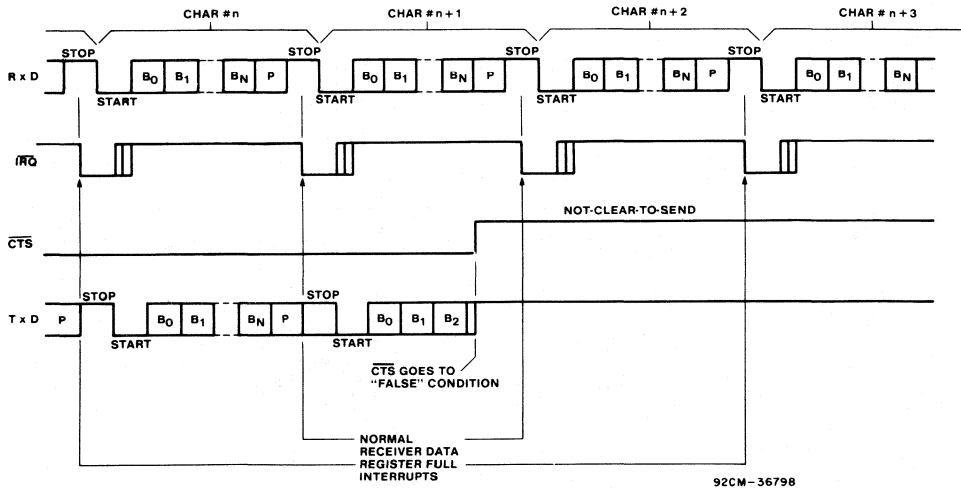 CHAR #n CHAR #n+1 CHAR #n+2 CHAR #n+3
STOP STOP STOP STOP
R x D B0 B1 BN P B0 B1 BN P B0 B1 BN P B0 B1 BN
START START START START
IRQ
NOT-CLEAR-TO-SEND
CTS
STOP STOP
T x D P B0 B1 BN P B0 B1 B2
START START
CTS GOES TO
"FALSE" CONDITION
NORMAL
RECEIVER DATA
REGISTER FULL
INTERRUPTS
92CM-36798